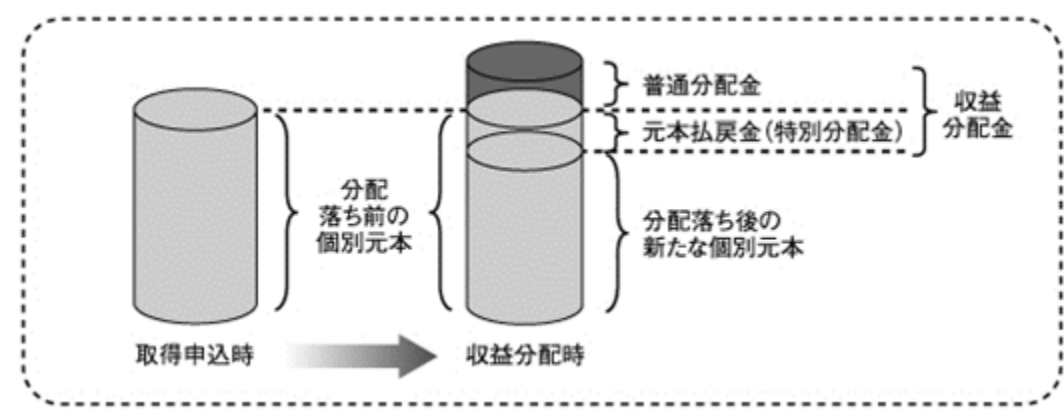 普通分配金
元本払戻金(特別分配金)
収益
分配金
分配
落ち前の
個別元本
分配落ち後の
新たな個別元本
取得申込時
収益分配時